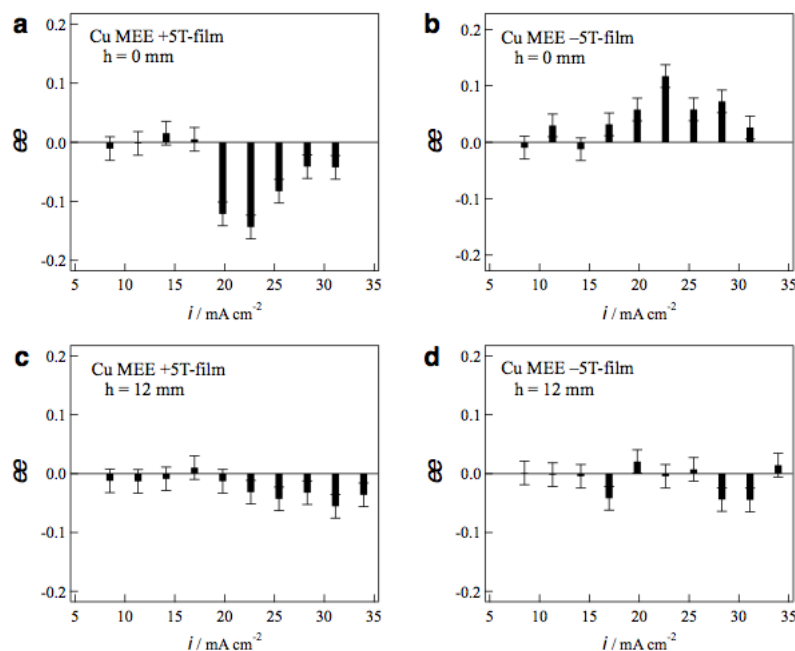 a
Cu MEE +5T-film
h = 0 mm
0.2
0.1
0.0
-0.1
-0.2
ee
5 10 15 20 25 30 35
i / mA cm⁻²
b
Cu MEE –5T-film
h = 0 mm
0.2
0.1
0.0
-0.1
-0.2
ee
5 10 15 20 25 30 35
i / mA cm⁻²
c
Cu MEE +5T-film
h = 12 mm
0.2
0.1
0.0
-0.1
-0.2
ee
5 10 15 20 25 30 35
i / mA cm⁻²
d
Cu MEE –5T-film
h = 12 mm
0.2
0.1
0.0
-0.1
-0.2
ee
5 10 15 20 25 30 35
i / mA cm⁻²